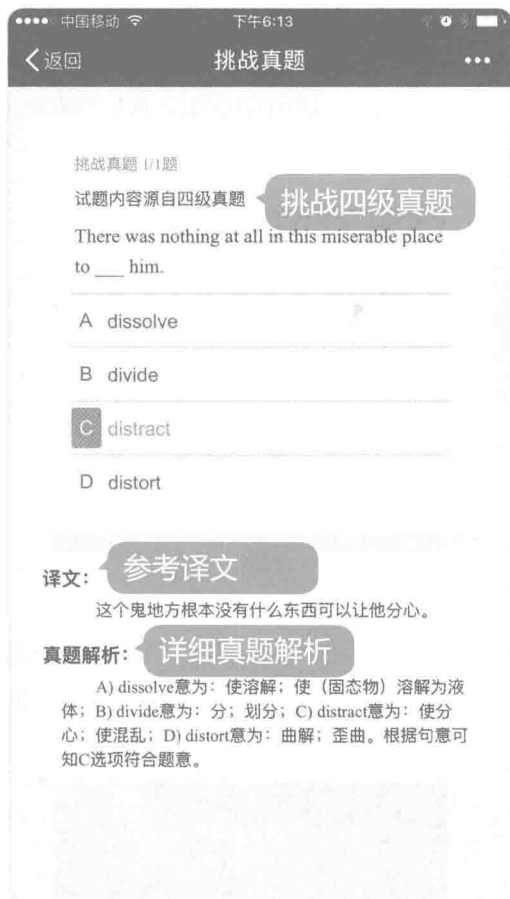 中国移动 下午6:13
返回 挑战真题
挑战真题 1/1题
试题内容源自四级真题 挑战四级真题
There was nothing at all in this miserable place
to ___ him.
A dissolve
B divide
C distract
D distort
译文： 参考译文
这个鬼地方根本没有什么东西可以让他分心。
真题解析： 详细真题解析
A) dissolve意为：使溶解；使（固态物）溶解为液
体；B) divide意为：分；划分；C) distract意为：使分
心；使混乱；D) distort意为：曲解；歪曲。根据句意可
知C选项符合题意。